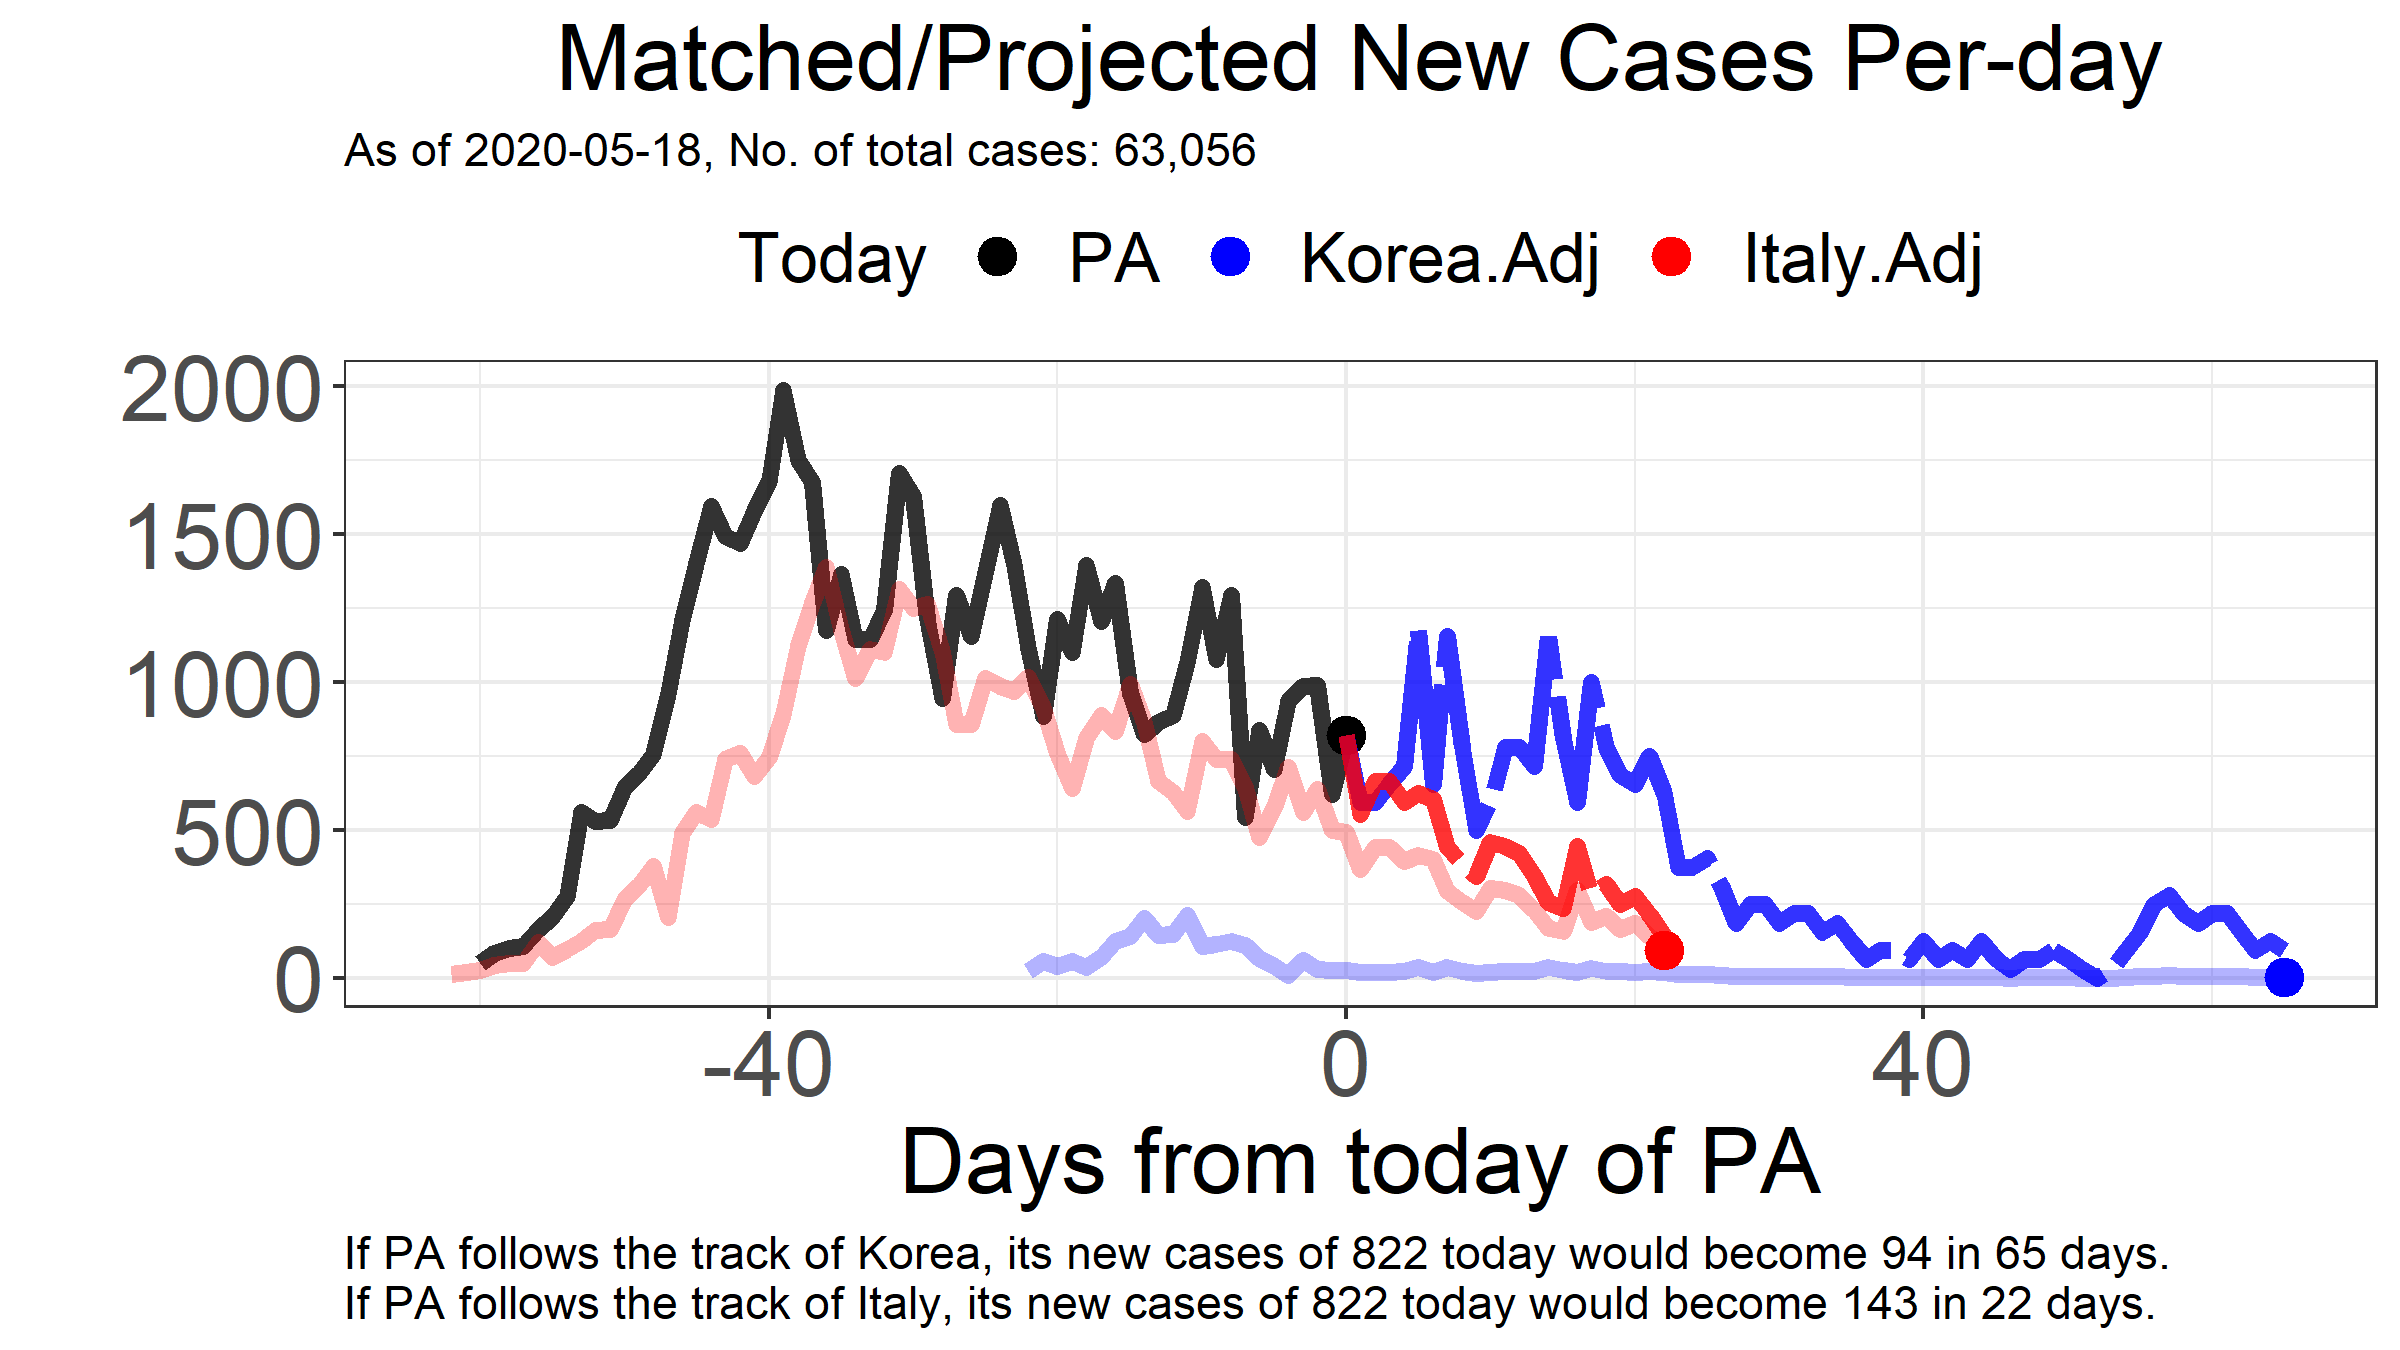 Matched/Projected New Cases Per-day
As of 2020-05-18, No. of total cases: 63,056
Today PA Korea.Adj Italy.Adj
2000
1500
1000
500
0
-40 0 40
Days from today of PA
If PA follows the track of Korea, its new cases of 822 today would become 94 in 65 days.
If PA follows the track of Italy, its new cases of 822 today would become 143 in 22 days.